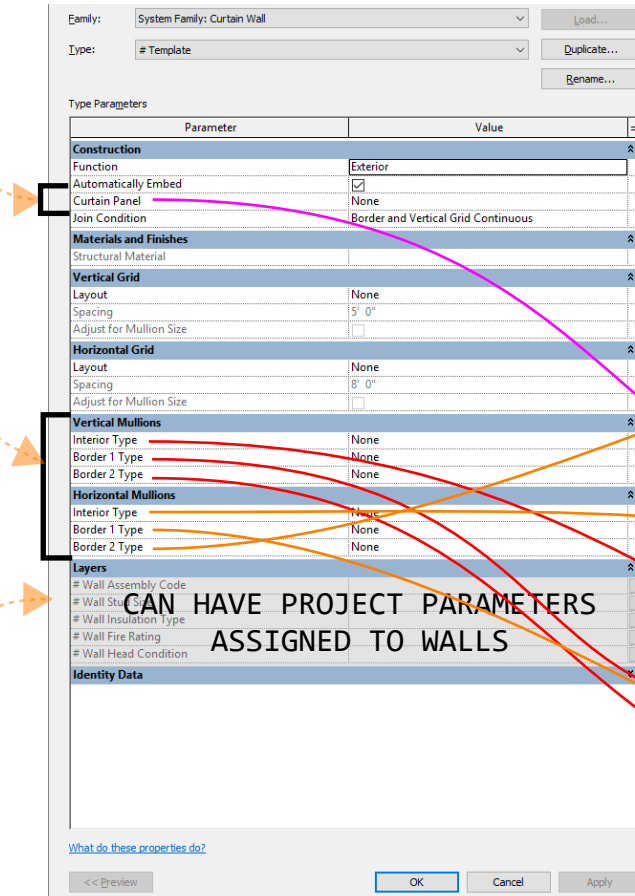 Family: System Family: Curtain Wall Load...
Type: # Template Duplicate...
Rename...
Type Parameters
Parameter Value =
Construction
Function Exterior
Automatically Embed
Curtain Panel None
Join Condition Border and Vertical Grid Continuous
Materials and Finishes
Structural Material
Vertical Grid
Layout None
Spacing 5' 0"
Adjust for Mullion Size
Horizontal Grid
Layout None
Spacing 8' 0"
Adjust for Mullion Size
Vertical Mullions
Interior Type None
Border 1 Type None
Border 2 Type None
Horizontal Mullions
Interior Type None
Border 1 Type None
Border 2 Type None
Layers
# Wall Assembly Code
# Wall Stud Size
CAN HAVE PROJECT PARAMETERS
# Wall Insulation Type
# Wall Fire Rating
ASSIGNED TO WALLS
# Wall Head Condition
Identity Data
What do these properties do?
<< Preview OK Cancel Apply